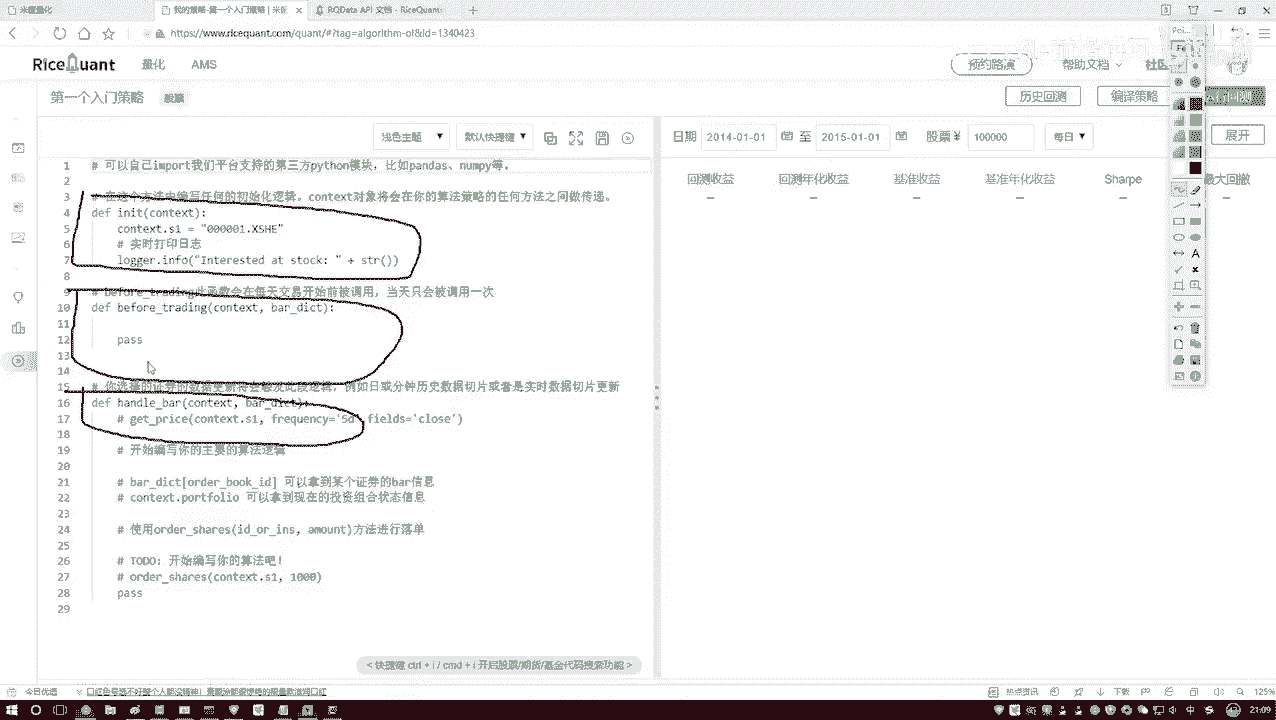 米筐量化
我的策略-第一个入门策略 | 米筐
RQData API 文档 - RiceQuant
https://www.ricequant.com/quant/#?tag=algorithm-ol&id=1340423
RiceQuant
量化
AMS
预约路演
帮助文档
社区
第一个入门策略
股票
历史回测
编译策略
浅色主题
默认快捷键
日期
2014-01-01
至
2015-01-01
股票¥
100000
每日
展开
1 # 可以自己import我们平台支持的第三方python模块，比如pandas、numpy等。
2
3 # 在这个方法中编写任何的初始化逻辑。context对象将会在你的算法策略的任何方法之间做传递。
4 def init(context):
5 context.s1 = "000001.XSHE"
6 # 实时打印日志
7 logger.info("Interested at stock: " + str())
8
9 # before_trading此函数会在每天交易开始前被调用，当天只会被调用一次
10 def before_trading(context, bar_dict):
11
12 pass
13
14
15 # 你选择的证券的数据更新将会触发此段逻辑，例如日或分钟历史数据切片或者是实时数据切片更新
16 def handle_bar(context, bar_dict):
17 # get_price(context.s1, frequency='5d' fields='close')
18
19 # 开始编写你的主要的算法逻辑
20
21 # bar_dict[order_book_id] 可以拿到某个证券的bar信息
22 # context.portfolio 可以拿到现在的投资组合状态信息
23
24 # 使用order_shares(id_or_ins, amount)方法进行落单
25
26 # TODO: 开始编写你的算法吧！
27 # order_shares(context.s1, 1000)
28 pass
29
回测收益
回测年化收益
基准收益
基准年化收益
Sharpe
最大回撤
< 快捷键 ctrl + i / cmd + i 开启股票/期货/基金代码搜索功能 >
今日优选
热点资讯
下载
125%
中
21:09